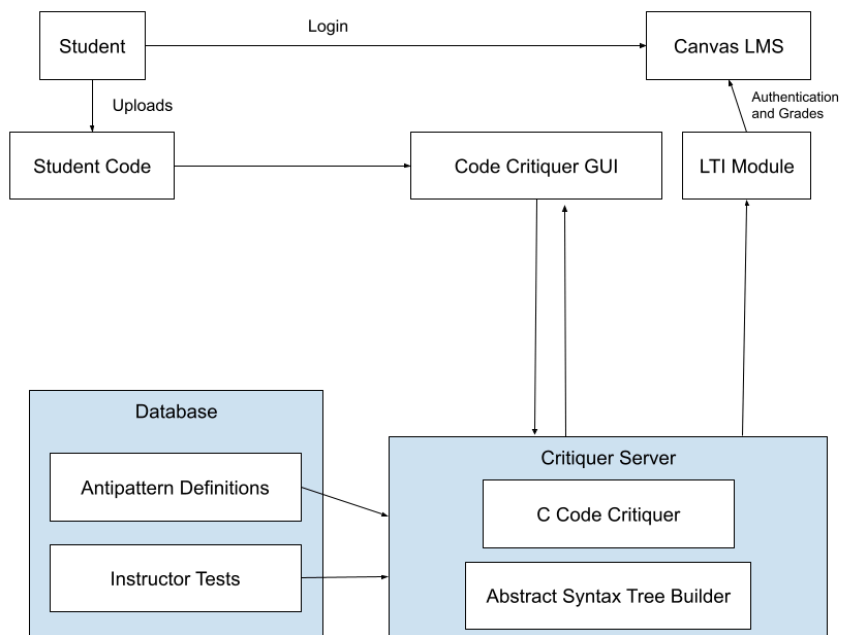 Login
Student
Canvas LMS
Uploads
Authentication
and Grades
Student Code
Code Critiquer GUI
LTI Module
Database
Antipattern Definitions
Instructor Tests
Critiquer Server
C Code Critiquer
Abstract Syntax Tree Builder